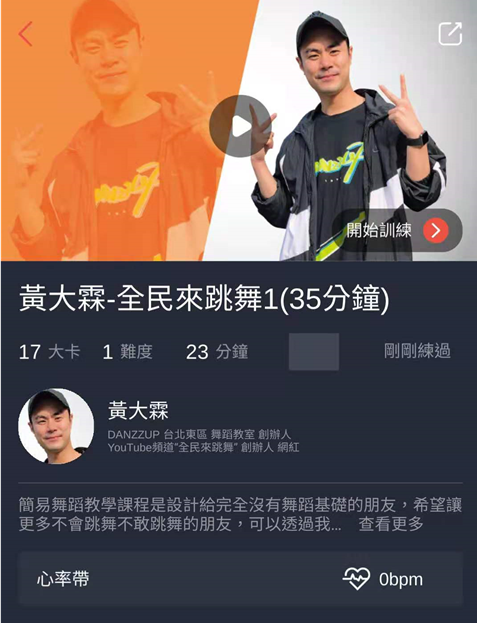 開始訓練
黃大霖-全民來跳舞1(35分鐘)
17 大卡 1 難度 23 分鐘 剛剛練過
黃大霖
DANZZUP 台北東區 舞蹈教室 創辦人
YouTube頻道"全民來跳舞" 創辦人 網紅
簡易舞蹈教學課程是設計給完全沒有舞蹈基礎的朋友，希望讓
更多不會跳舞不敢跳舞的朋友，可以透過我... 查看更多
心率帶 0bpm